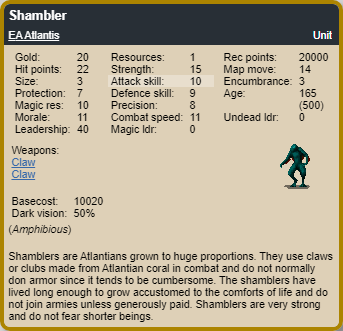 Shambler
EA Atlantis Unit
Gold: 20 Resources: 1 Rec points: 20000
Hit points: 22 Strength: 15 Map move: 14
Size: 3 Attack skill: 10 Encumbrance: 3
Protection: 7 Defence skill: 9 Age: 165
Magic res: 10 Precision: 8 (500)
Morale: 11 Combat speed: 11 Undead ldr: 0
Leadership: 40 Magic ldr: 0
Weapons:
Claw
Claw
Basecost: 10020
Dark vision: 50%
(Amphibious)
Shamblers are Atlantians grown to huge proportions. They use claws
or clubs made from Atlantian coral in combat and do not normally
don armor since it tends to be cumbersome. The shamblers have
lived long enough to grow accustomed to the comforts of life and do
not join armies unless generously paid. Shamblers are very strong
and do not fear shorter beings.